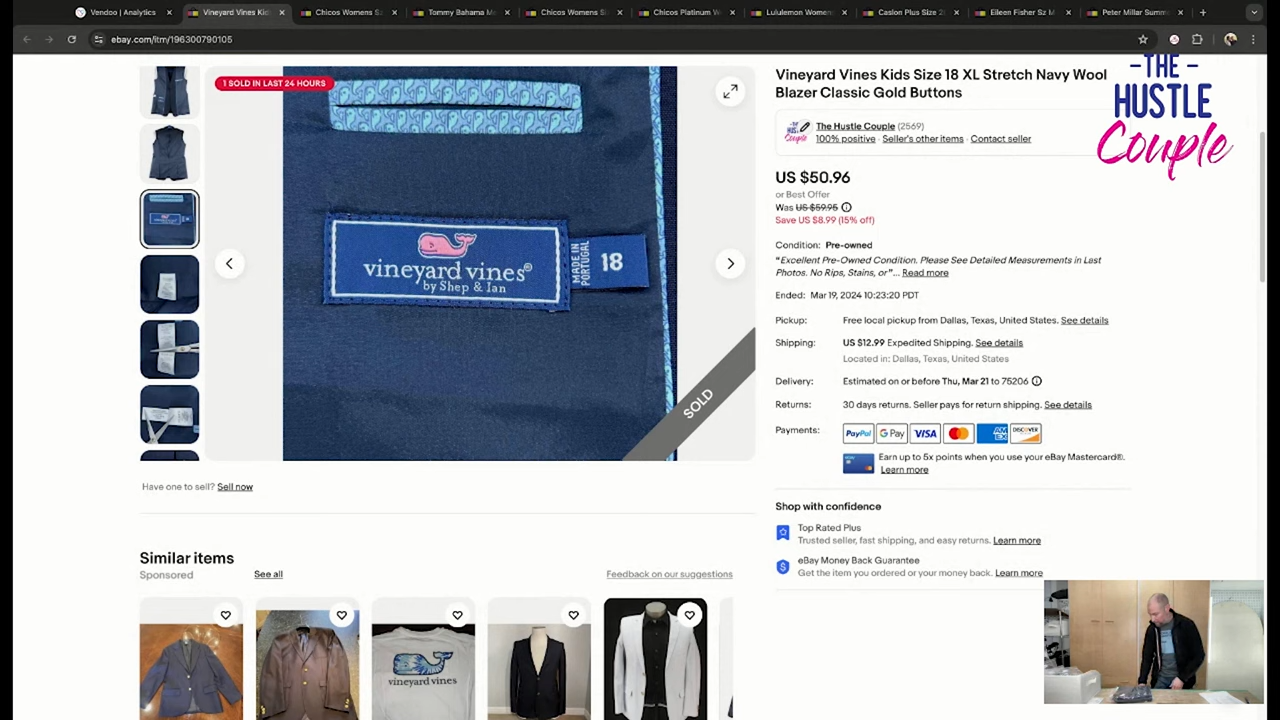 Vendoo | Analytics
Vineyard Vines Kid
Chicos Womens S
Tommy Bahama M
Chicos Womens Si
Chicos Platinum W
Lululemon Women
Caslon Plus Size 2
Eileen Fisher Sz M
Peter Millar Summ
ebay.com/itm/196300790105
1 SOLD IN LAST 24 HOURS
vineyard vines®
by Shep & Ian
MADE IN
PORTUGAL
18
SOLD
Have one to sell? Sell now
Vineyard Vines Kids Size 18 XL Stretch Navy Wool
Blazer Classic Gold Buttons
-THE-
HUSTLE
Couple
The Hustle Couple (2569)
100% positive · Seller's other items · Contact seller
US $50.96
or Best Offer
Was US $59.95
Save US $8.99 (15% off)
Condition: Pre-owned
"Excellent Pre-Owned Condition. Please See Detailed Measurements in Last
Photos. No Rips, Stains, or"... Read more
Ended: Mar 19, 2024 10:23:20 PDT
Pickup: Free local pickup from Dallas, Texas, United States. See details
Shipping: US $12.99 Expedited Shipping. See details
Located in: Dallas, Texas, United States
Delivery: Estimated on or before Thu, Mar 21 to 75206
Returns: 30 days returns. Seller pays for return shipping. See details
Payments: PayPal G Pay VISA AM EX DISCOVER
Earn up to 5x points when you use your eBay Mastercard®.
Learn more
Shop with confidence
Top Rated Plus
Trusted seller, fast shipping, and easy returns. Learn more
eBay Money Back Guarantee
Get the item you ordered or your money back. Learn more
Similar items
Sponsored See all Feedback on our suggestions
vineyard vines